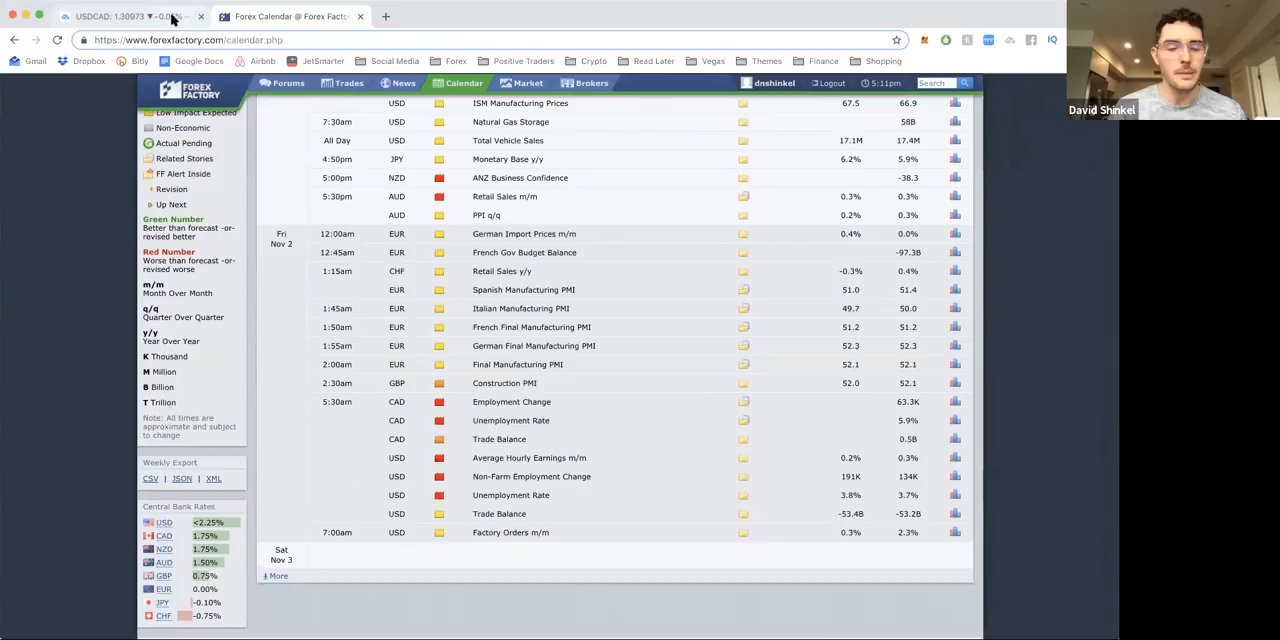 USDCAD: 1.30973 ▼−0.0
Forex Calendar @ Forex Facto
https://www.forexfactory.com/calendar.php
Gmail Dropbox Bitly Google Docs Airbnb JetSmarter Social Media Forex Positive Traders Read Later Vegas Themes Finance Shopping
IQ
David Shinkel
FOREX FACTORY
Forums Trades News Calendar Market Brokers dnshinkel Logout 5:11pm Search
Low Impact Expected
Non-Economic
Actual Pending
Related Stories
FF Alert Inside
Revision
Up Next
Green Number
Better than forecast -or-
revised better
Red Number
Worse than forecast -or-
revised worse
m/m
Month Over Month
q/q
Quarter Over Quarter
y/y
Year Over Year
K Thousand
M Million
B Billion
T Trillion
Note: All times are
approximate and subject
to change
Weekly Export
CSV | JSON | XML
Central Bank Rates
USD <2.25%
CAD 1.75%
NZD 1.75%
AUD 1.50%
GBP 0.75%
EUR 0.00%
JPY -0.10%
CHF -0.75%
USD ISM Manufacturing Prices 67.5 66.9
7:30am USD Natural Gas Storage 58B
All Day USD Total Vehicle Sales 17.1M 17.4M
4:50pm JPY Monetary Base y/y 6.2% 5.9%
5:00pm NZD ANZ Business Confidence -38.3
5:30pm AUD Retail Sales m/m 0.3% 0.3%
AUD PPI q/q 0.2% 0.3%
Fri
Nov 2
12:00am EUR German Import Prices m/m 0.4% 0.0%
12:45am EUR French Gov Budget Balance -97.3B
1:15am CHF Retail Sales y/y -0.3% 0.4%
EUR Spanish Manufacturing PMI 51.0 51.4
1:45am EUR Italian Manufacturing PMI 49.7 50.0
1:50am EUR French Final Manufacturing PMI 51.2 51.2
1:55am EUR German Final Manufacturing PMI 52.3 52.3
2:00am EUR Final Manufacturing PMI 52.1 52.1
2:30am GBP Construction PMI 52.0 52.1
5:30am CAD Employment Change 63.3K
CAD Unemployment Rate 5.9%
CAD Trade Balance 0.5B
USD Average Hourly Earnings m/m 0.2% 0.3%
USD Non-Farm Employment Change 191K 134K
USD Unemployment Rate 3.8% 3.7%
USD Trade Balance -53.4B -53.2B
7:00am USD Factory Orders m/m 0.3% 2.3%
Sat
Nov 3
More